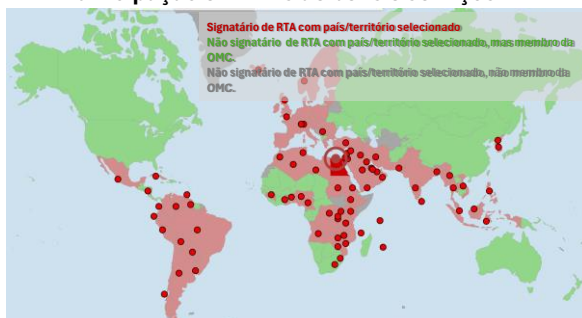 Signatário de RTA com país/território selecionado
Não signatário de RTA com país/território selecionado, mas membro da
OMC.
Não signatário de RTA com país/território selecionado, não membro da
OMC.